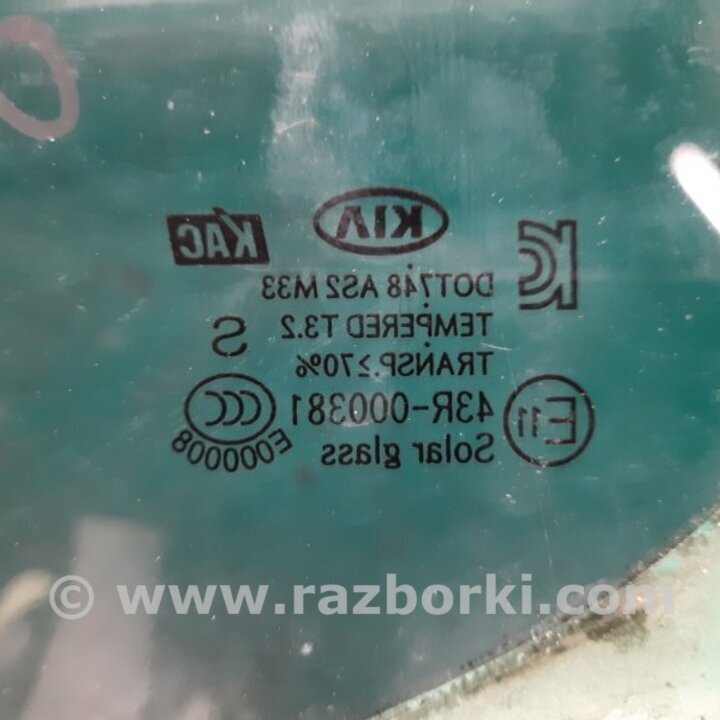 KIA
KAC
DOT748 AS2 M33
TEMPERED T3.2
S
TRANSP.≥70%
43R-000381
E11
CCC
E000008
Solar glass
© www.razborki.com